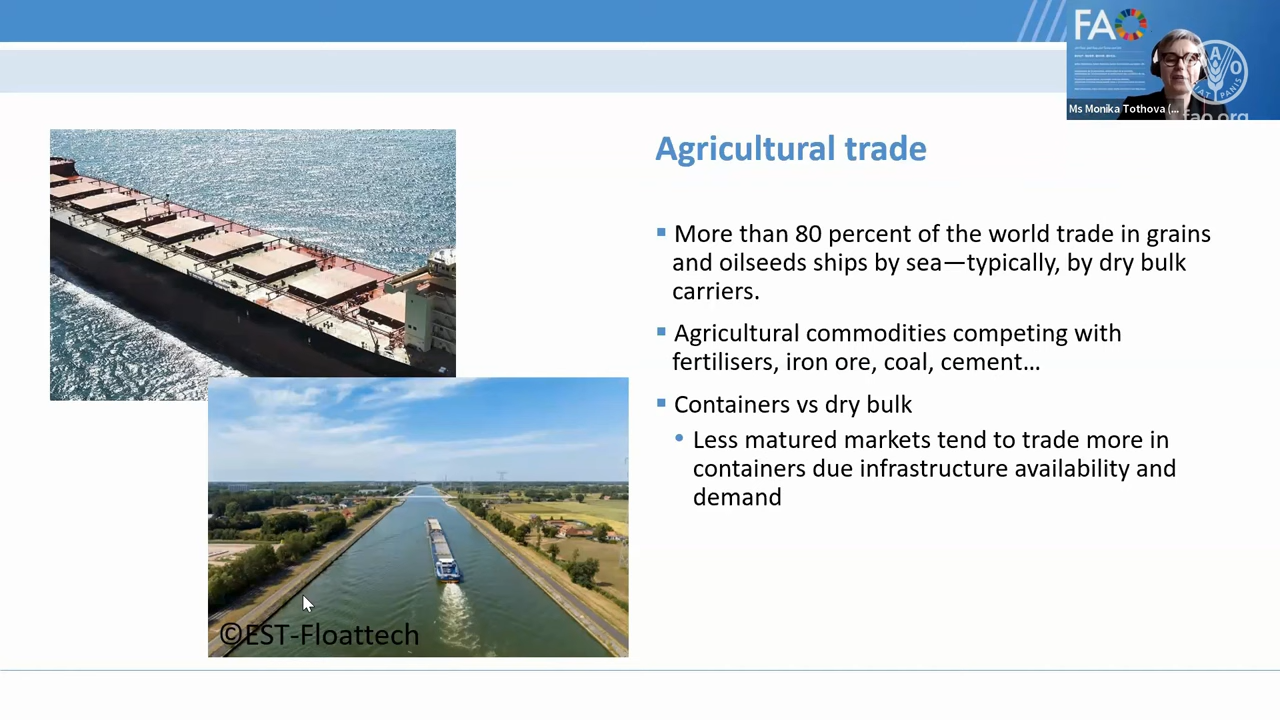 FAO
Ms Monika Tothova (...
fao.org
Agricultural trade
More than 80 percent of the world trade in grains
and oilseeds ships by sea—typically, by dry bulk
carriers.
Agricultural commodities competing with
fertilisers, iron ore, coal, cement…
Containers vs dry bulk
Less matured markets tend to trade more in
containers due infrastructure availability and
demand
©EST-Floattech